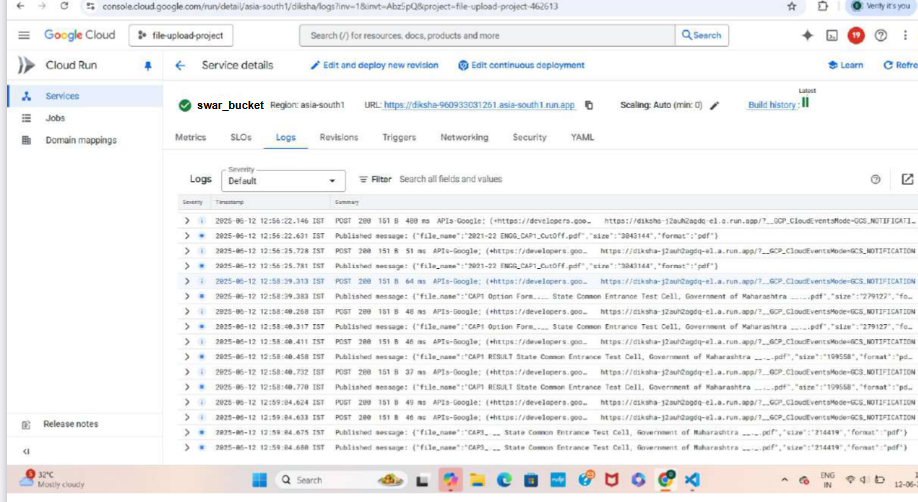 console.cloud.google.com/run/detail/asia-south1/diksha/logs?inv=1&invt=Abz5pQ&project=file-upload-project-462613
Verify it's you
Google Cloud
file-upload-project
Search (/) for resources, docs, products and more
Search
19
Cloud Run
Service details
Edit and deploy new revision
Edit continuous deployment
Learn
Refre
Services
Jobs
Domain mappings
swar_bucket Region: asia-south1 URL: https://diksha-960933031261.asia-south1.run.app Scaling: Auto (min: 0) Build history: Latest
Metrics SLOs Logs Revisions Triggers Networking Security YAML
Logs
Severity
Default
Filter Search all fields and values
Severity Timestamp Summary
2025-06-12 12:56:22.146 IST POST 200 151 B 400 ms APIs-Google; (+https://developers.goo… https://diksha-j2auh2agdq-el.a.run.app/?__GCP_CloudEventsMode=GCS_NOTIFICATI…
2025-06-12 12:56:22.631 IST Published message: {"file_name":"2021-22 ENGG_CAP1_CutOff.pdf","size":"3043144","format":"pdf"}
2025-06-12 12:56:25.728 IST POST 200 151 B 51 ms APIs-Google; (+https://developers.goo… https://diksha-j2auh2agdq-el.a.run.app/?__GCP_CloudEventsMode=GCS_NOTIFICATION
2025-06-12 12:56:25.781 IST Published message: {"file_name":"2021-22 ENGG_CAP1_CutOff.pdf","size":"3043144","format":"pdf"}
2025-06-12 12:58:39.313 IST POST 200 151 B 64 ms APIs-Google; (+https://developers.goo… https://diksha-j2auh2agdq-el.a.run.app/?__GCP_CloudEventsMode=GCS_NOTIFICATION
2025-06-12 12:58:39.383 IST Published message: {"file_name":"CAP1 Option Form_... State Common Entrance Test Cell, Government of Maharashtra ....pdf","size":"279127","fo…
2025-06-12 12:58:40.268 IST POST 200 151 B 48 ms APIs-Google; (+https://developers.goo… https://diksha-j2auh2agdq-el.a.run.app/?__GCP_CloudEventsMode=GCS_NOTIFICATION
2025-06-12 12:58:40.317 IST Published message: {"file_name":"CAP1 Option Form_... State Common Entrance Test Cell, Government of Maharashtra ....pdf","size":"279127","fo…
2025-06-12 12:58:40.411 IST POST 200 151 B 46 ms APIs-Google; (+https://developers.goo… https://diksha-j2auh2agdq-el.a.run.app/?__GCP_CloudEventsMode=GCS_NOTIFICATION
2025-06-12 12:58:40.458 IST Published message: {"file_name":"CAP1 RESULT State Common Entrance Test Cell, Government of Maharashtra ....pdf","size":"199558","format":"pd…
2025-06-12 12:58:40.732 IST POST 200 151 B 37 ms APIs-Google; (+https://developers.goo… https://diksha-j2auh2agdq-el.a.run.app/?__GCP_CloudEventsMode=GCS_NOTIFICATION
2025-06-12 12:58:40.770 IST Published message: {"file_name":"CAP1 RESULT State Common Entrance Test Cell, Government of Maharashtra ....pdf","size":"199558","format":"pd…
2025-06-12 12:59:04.624 IST POST 200 151 B 49 ms APIs-Google; (+https://developers.goo… https://diksha-j2auh2agdq-el.a.run.app/?__GCP_CloudEventsMode=GCS_NOTIFICATION
2025-06-12 12:59:04.633 IST POST 200 151 B 46 ms APIs-Google; (+https://developers.goo… https://diksha-j2auh2agdq-el.a.run.app/?__GCP_CloudEventsMode=GCS_NOTIFICATION
2025-06-12 12:59:04.675 IST Published message: {"file_name":"CAP3_... State Common Entrance Test Cell, Government of Maharashtra ....pdf","size":"214419","format":"pdf"}
2025-06-12 12:59:04.680 IST Published message: {"file_name":"CAP3_... State Common Entrance Test Cell, Government of Maharashtra ....pdf","size":"214419","format":"pdf"}
Release notes
32°C
Mostly cloudy
Search
ENG
IN
12-06-